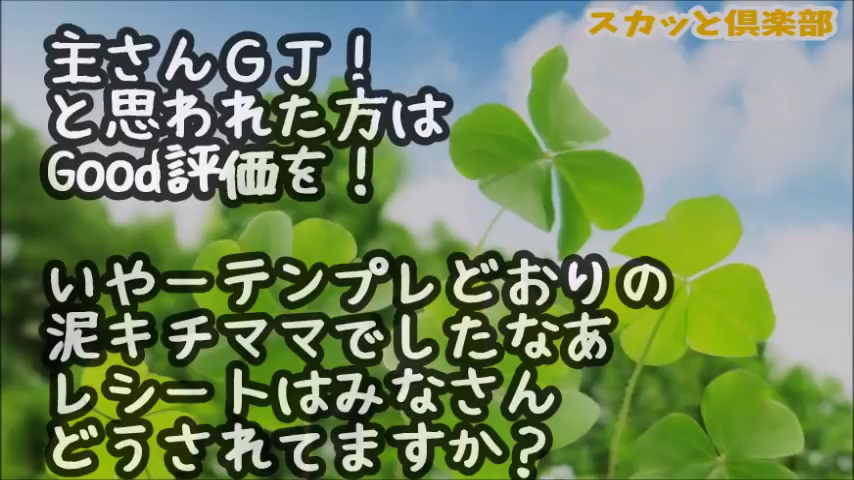 スカッと倶楽部
主さんGJ!
と思われた方は
Good評価を!
いやーテンプレどおりの
泥キチママでしたなあ
レシートはみなさん
どうされてますか?